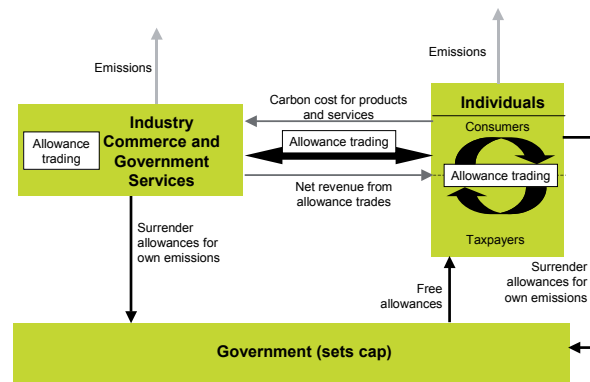 Emissions
Emissions
Industry
Commerce and
Government
Services
Allowance
trading
Carbon cost for products
and services
Allowance trading
Net revenue from
allowance trades
Individuals
Consumers
Allowance trading
Taxpayers
Surrender
allowances for
own emissions
Free
allowances
Surrender
allowances for
own emissions
Government (sets cap)